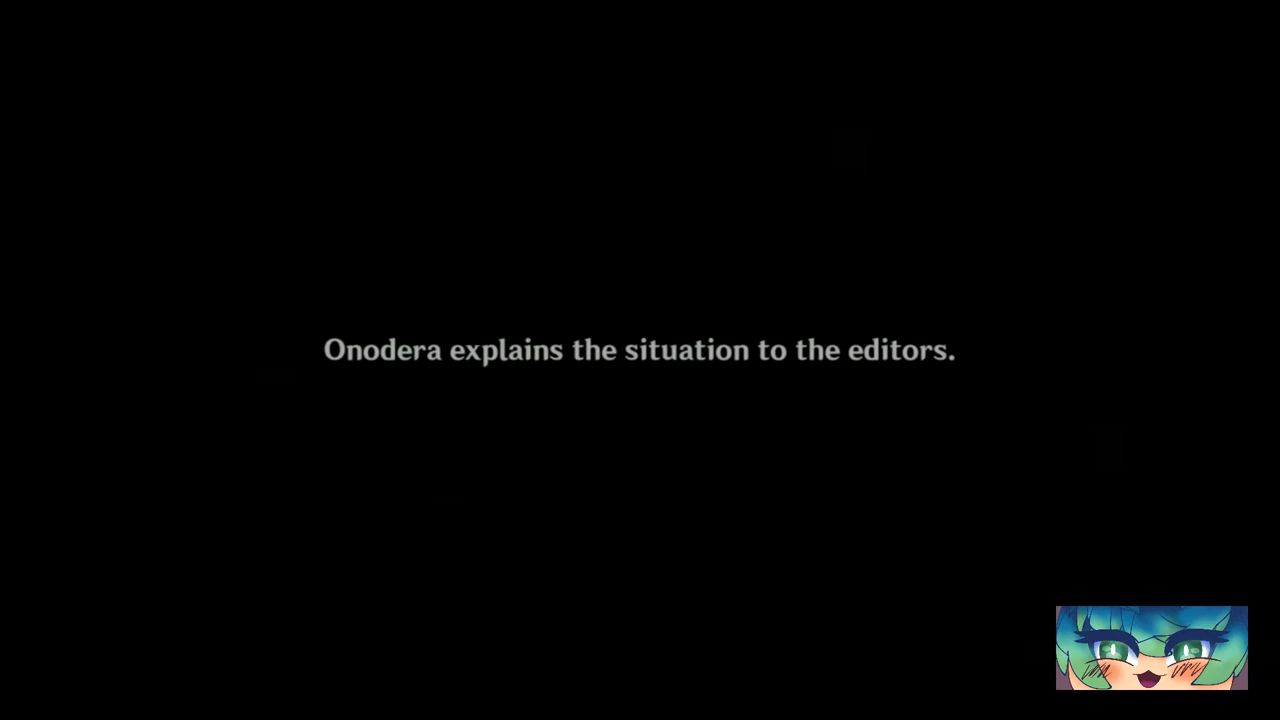 Onodera explains the situation to the editors.